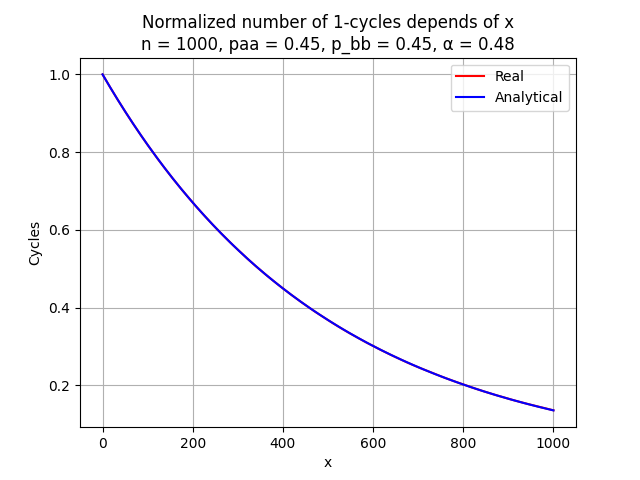 Normalized number of 1-cycles depends of x
n = 1000, paa = 0.45, p_bb = 0.45, α = 0.48
Real
Analytical
1.0
0.8
0.6
0.4
0.2
Cycles
0
200
400
600
800
1000
x